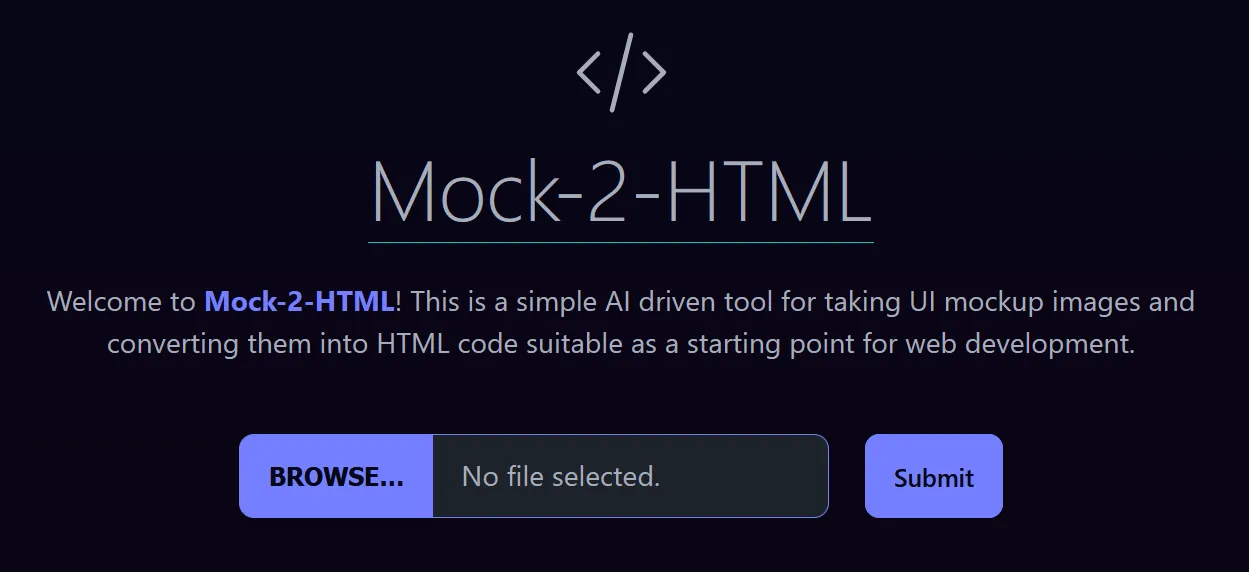 </>
Mock-2-HTML
Welcome to Mock-2-HTML! This is a simple AI driven tool for taking UI mockup images and
converting them into HTML code suitable as a starting point for web development.
BROWSE... No file selected. Submit